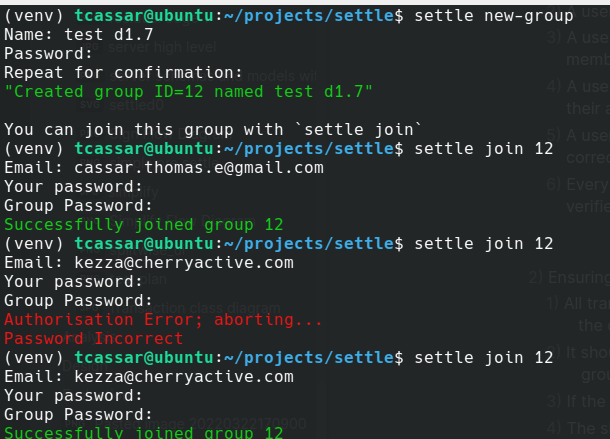 (venv) tcassar@ubuntu:~/projects/settle$ settle new-group
Name: test d1.7
Password:
Repeat for confirmation:
"Created group ID=12 named test d1.7"
You can join this group with `settle join`
(venv) tcassar@ubuntu:~/projects/settle$ settle join 12
Email: cassar.thomas.e@gmail.com
Your password:
Group Password:
Successfully joined group 12
(venv) tcassar@ubuntu:~/projects/settle$ settle join 12
Email: kezza@cherryactive.com
Your password:
Group Password:
Authorisation Error; aborting...
Password Incorrect
(venv) tcassar@ubuntu:~/projects/settle$ settle join 12
Email: kezza@cherryactive.com
Your password:
Group Password:
Successfully joined group 12